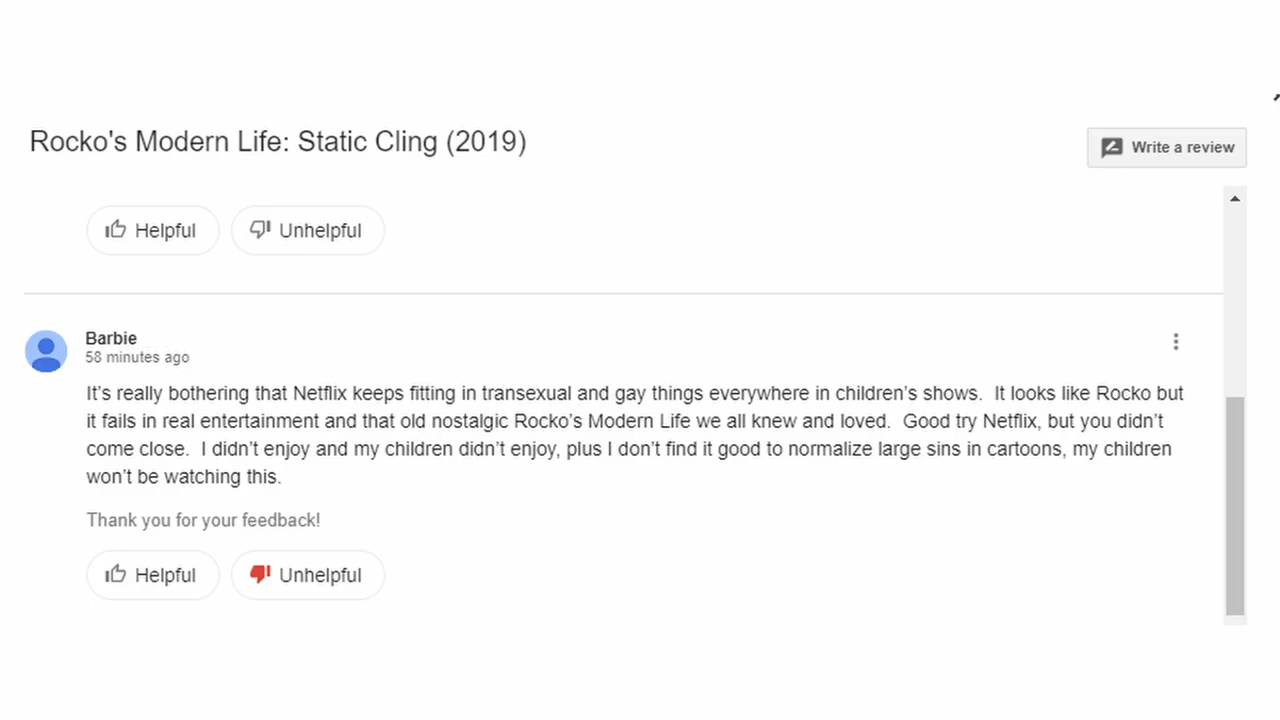 Rocko's Modern Life: Static Cling (2019)
Write a review
Helpful
Unhelpful
Barbie
58 minutes ago
It’s really bothering that Netflix keeps fitting in transexual and gay things everywhere in children’s shows.  It looks like Rocko but
it fails in real entertainment and that old nostalgic Rocko’s Modern Life we all knew and loved.  Good try Netflix, but you didn’t
come close.  I didn’t enjoy and my children didn’t enjoy, plus I don’t find it good to normalize large sins in cartoons, my children
won’t be watching this.
Thank you for your feedback!
Helpful
Unhelpful